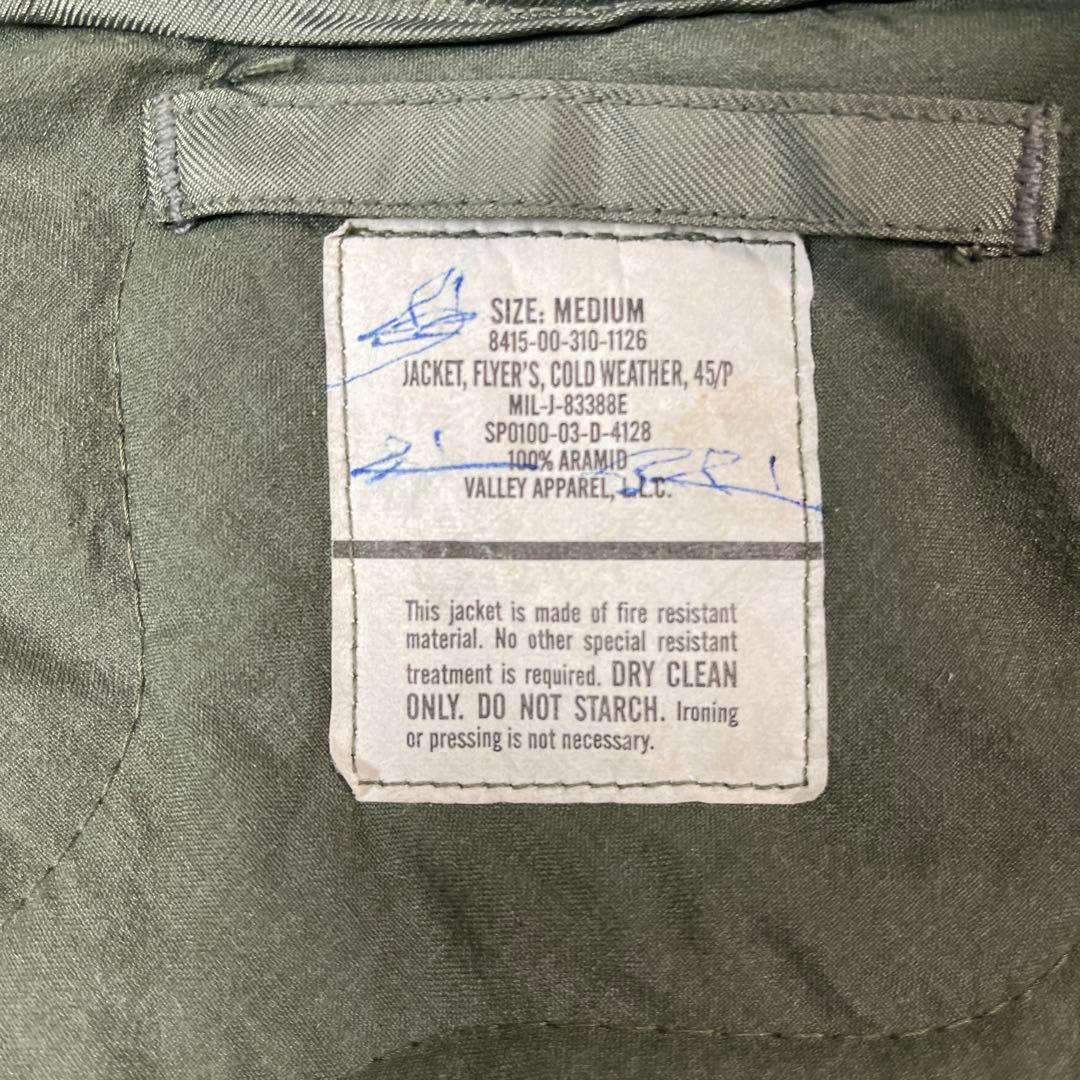 SIZE: MEDIUM
8415-00-310-1126
JACKET, FLYER'S, COLD WEATHER, 45/P
MIL-J-83388E
SP0100-03-D-4128
100% ARAMID
VALLEY APPAREL, L.L.C.
This jacket is made of fire resistant
material. No other special resistant
treatment is required. DRY CLEAN
ONLY. DO NOT STARCH. Ironing
or pressing is not necessary.